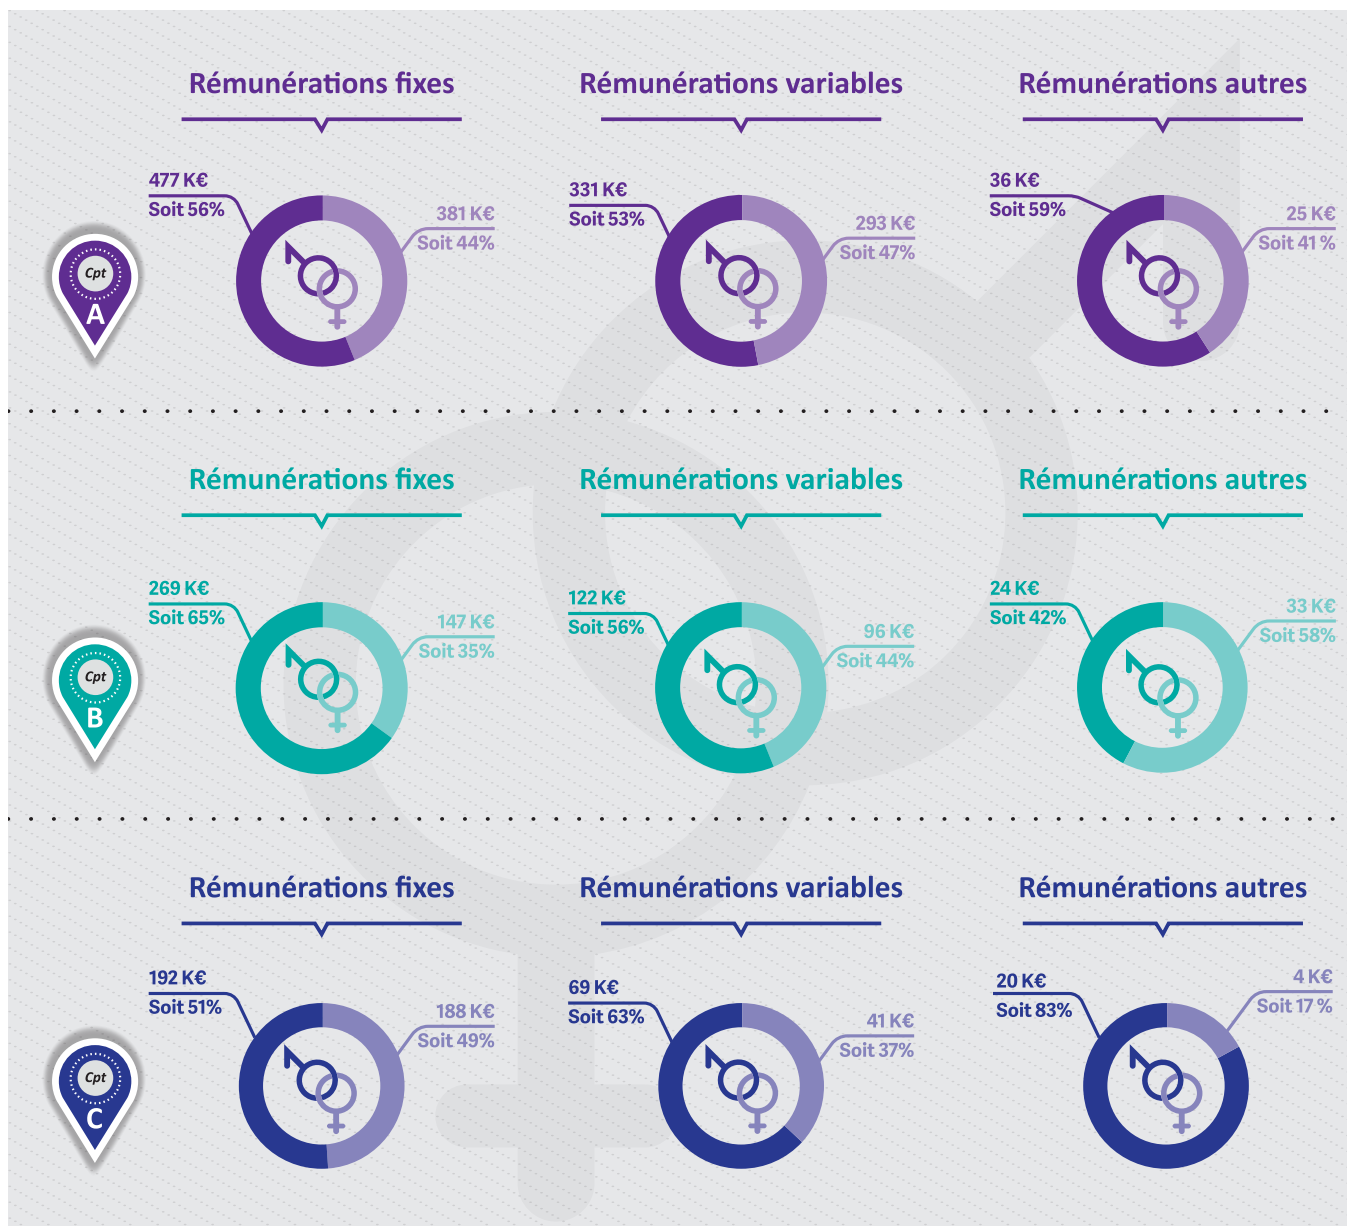 Rémunérations fixes
Rémunérations variables
Rémunérations autres
477 K€
Soit 56%
381 K€
Soit 44%
331 K€
Soit 53%
293 K€
Soit 47%
36 K€
Soit 59%
25 K€
Soit 41 %
Cpt
A
Rémunérations fixes
Rémunérations variables
Rémunérations autres
269 K€
Soit 65%
147 K€
Soit 35%
122 K€
Soit 56%
96 K€
Soit 44%
24 K€
Soit 42%
33 K€
Soit 58%
Cpt
B
Rémunérations fixes
Rémunérations variables
Rémunérations autres
192 K€
Soit 51%
188 K€
Soit 49%
69 K€
Soit 63%
41 K€
Soit 37%
20 K€
Soit 83%
4 K€
Soit 17 %
Cpt
C